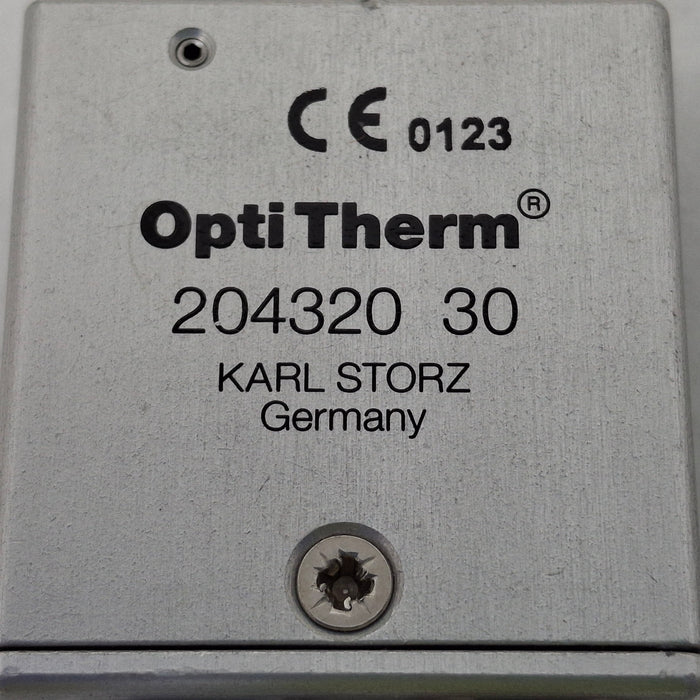 CE 0123
OptiTherm®
204320 30
KARL STORZ
Germany